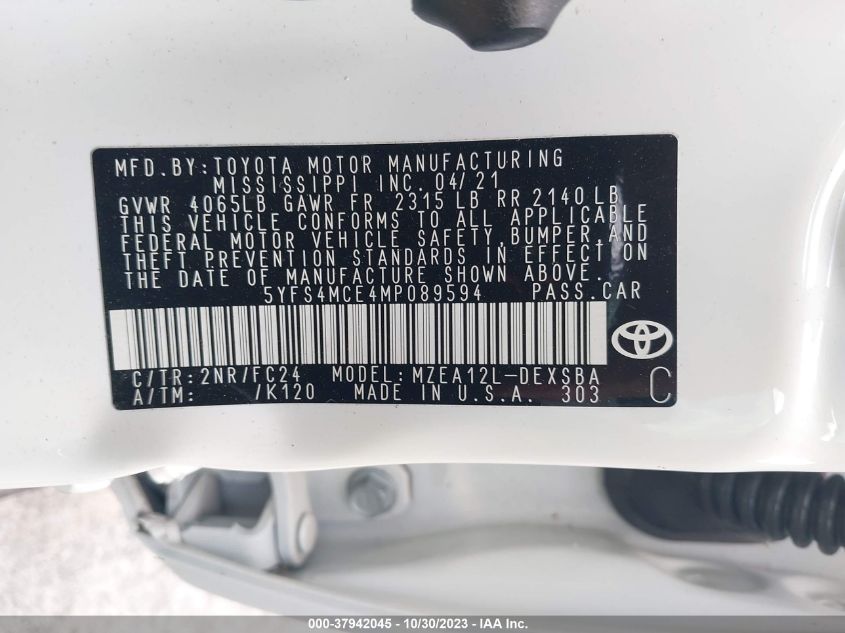 MFD.BY:TOYOTA MOTOR MANUFACTURING
MISSISSIPPI INC. 04/21
GVWR 4065LB GAWR FR 2315 LB RR 2140 LB
THIS VEHICLE CONFORMS TO ALL APPLICABLE
FEDERAL MOTOR VEHICLE SAFETY,BUMPER,AND
THEFT PREVENTION STANDARDS IN EFFECT ON
THE DATE OF MANUFACTURE SHOWN ABOVE.
5YFS4MCE4MP089594 PASS.CAR
C/TR:2NR/FC24 MODEL:MZEA12L-DEXSBA
A/TM: /K120 MADE IN U.S.A. 303 C
000-37942045 - 10/30/2023 - IAA Inc.